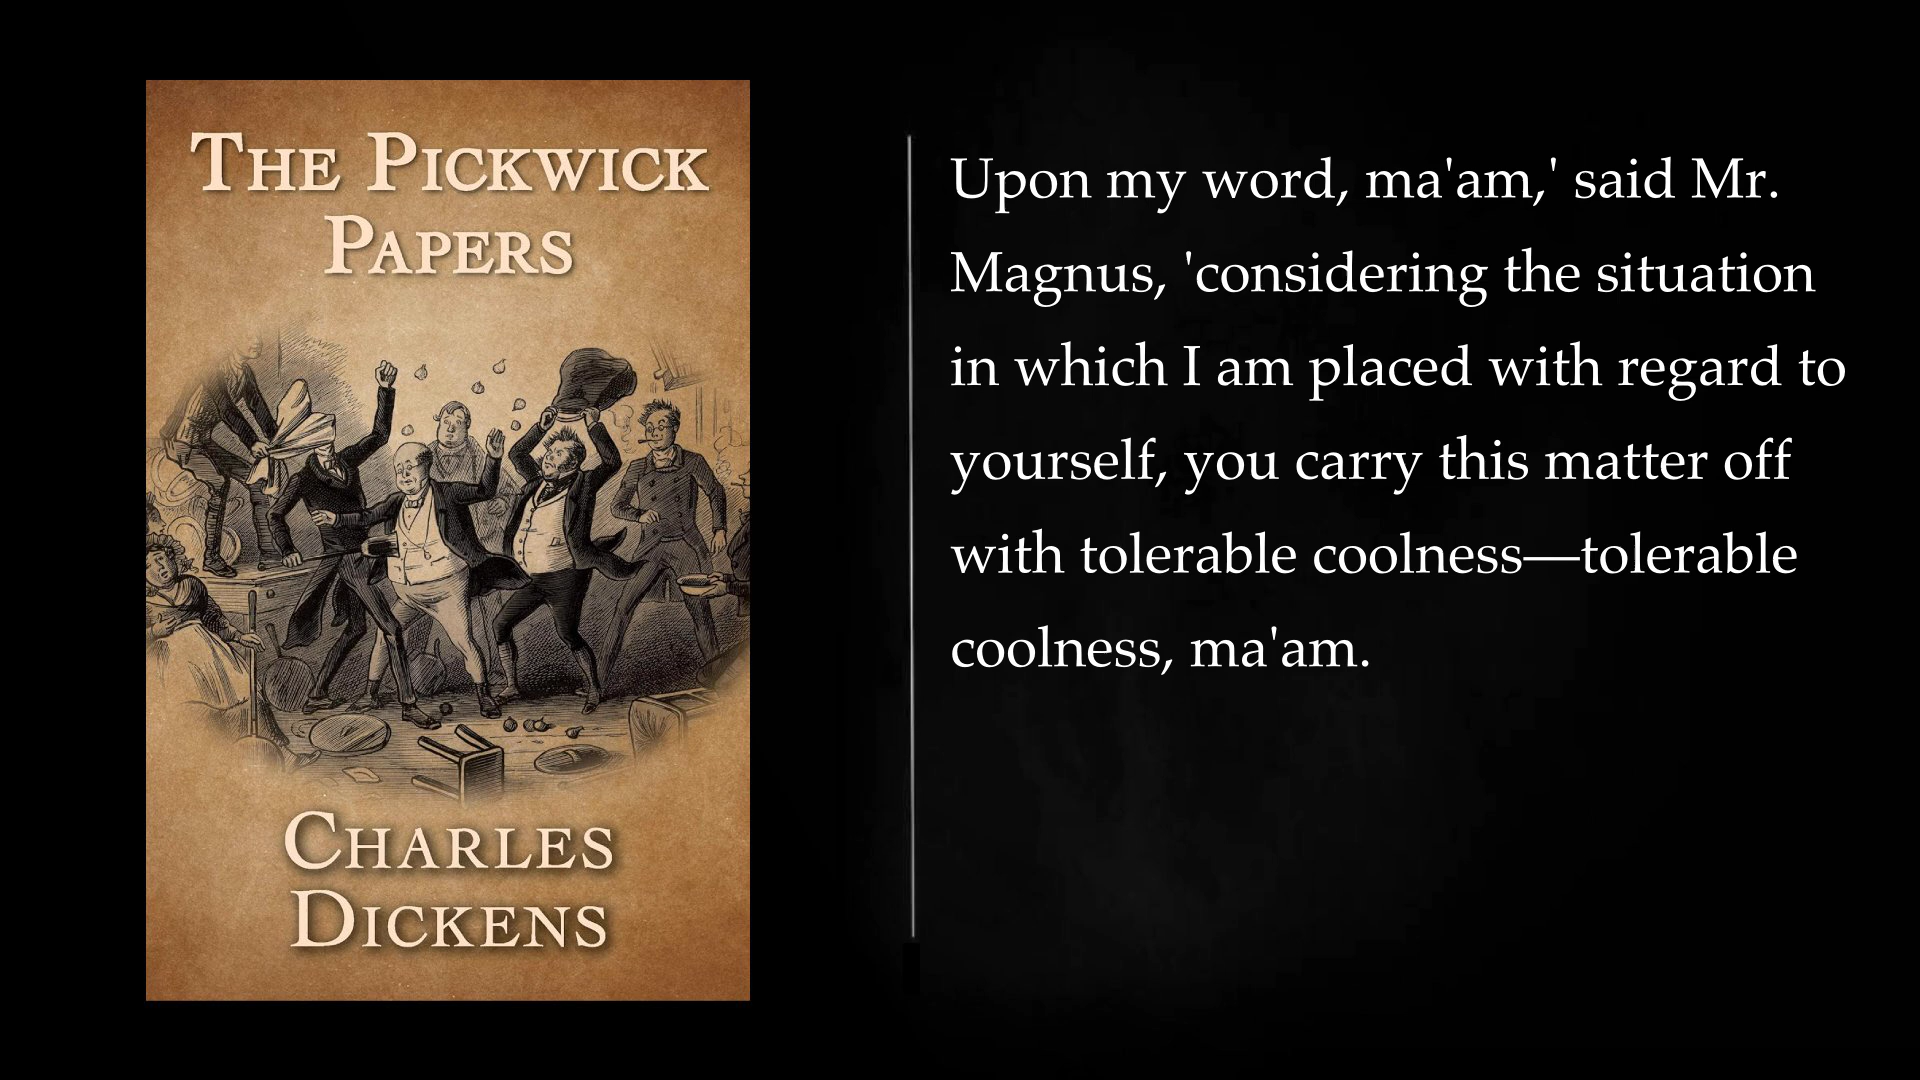 The Pickwick
Papers
Charles
Dickens
Upon my word, ma'am,' said Mr.
Magnus, 'considering the situation
in which I am placed with regard to
yourself, you carry this matter off
with tolerable coolness—tolerable
coolness, ma'am.